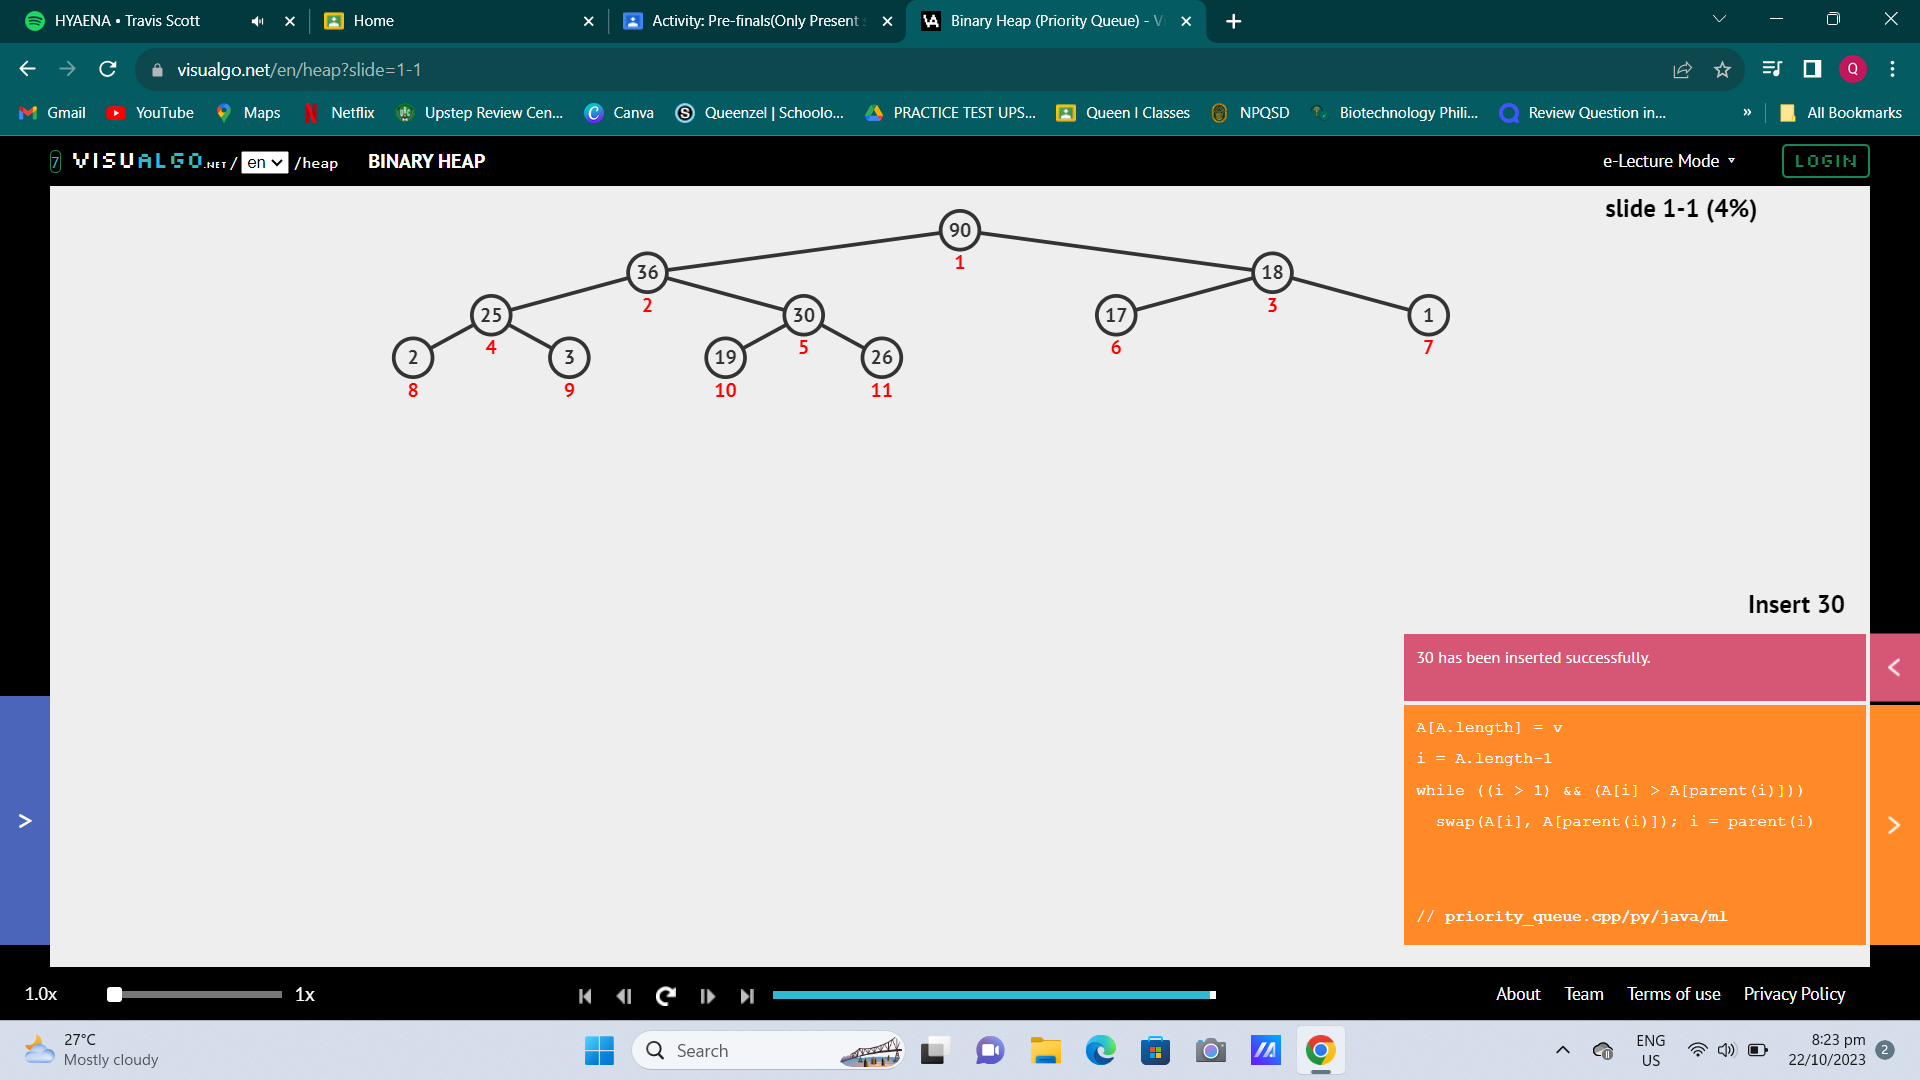 HYAENA • Travis Scott
Home
Activity: Pre-finals(Only Present
Binary Heap (Priority Queue) - V
visualgo.net/en/heap?slide=1-1
Q
Gmail
YouTube
Maps
Netflix
Upstep Review Cen...
Canva
Queenzel | Schoolo...
PRACTICE TEST UPS...
Queen I Classes
NPQSD
Biotechnology Phili...
Review Question in...
»
All Bookmarks
7 VISUALGO.NET / en /heap
BINARY HEAP
e-Lecture Mode
LOGIN
slide 1-1 (4%)
90
1
36
2
18
3
25
4
30
5
17
6
1
7
2
8
3
9
19
10
26
11
Insert 30
30 has been inserted successfully.
A[A.length] = v
i = A.length-1
while ((i > 1) && (A[i] > A[parent(i)]))
swap(A[i], A[parent(i)]); i = parent(i)
// priority_queue.cpp/py/java/ml
>
1.0x
1x
About
Team
Terms of use
Privacy Policy
27°C
Mostly cloudy
Search
ENG
US
8:23 pm
22/10/2023
2